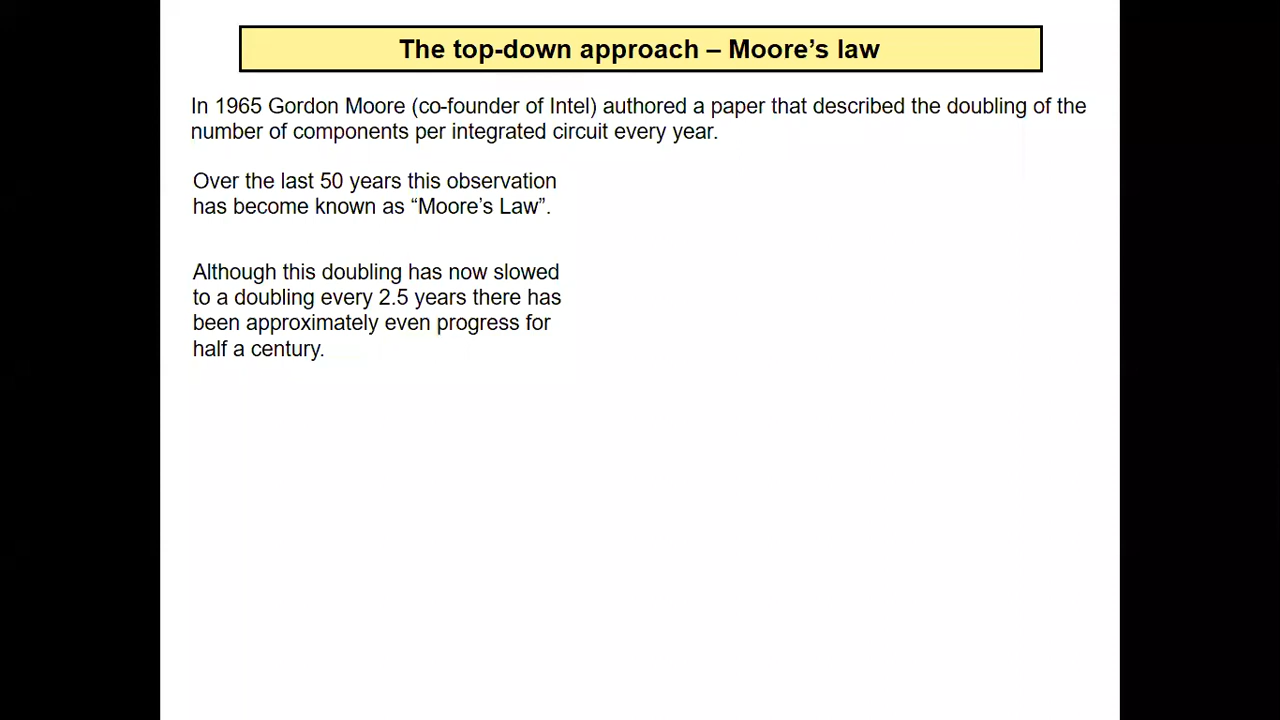 The top-down approach – Moore’s law
In 1965 Gordon Moore (co-founder of Intel) authored a paper that described the doubling of the
number of components per integrated circuit every year.
Over the last 50 years this observation
has become known as “Moore’s Law”.
Although this doubling has now slowed
to a doubling every 2.5 years there has
been approximately even progress for
half a century.